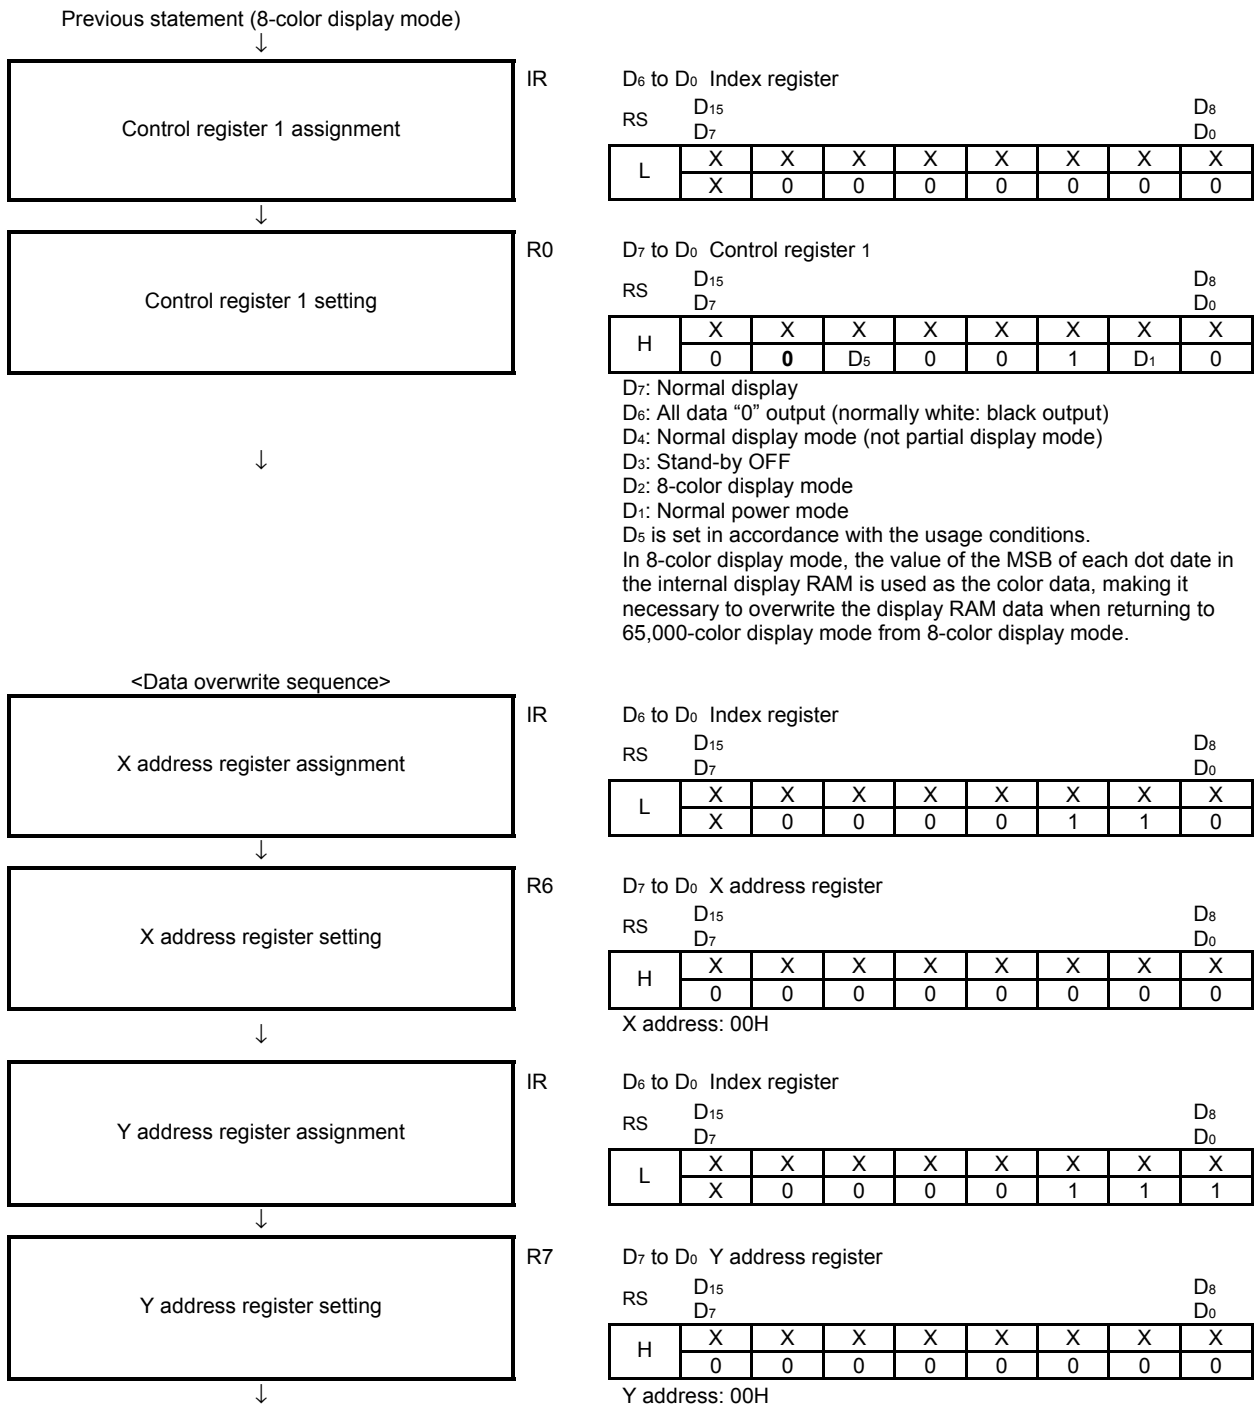 Previous statement (8-color display mode)
↓
Control register 1 assignment
IR
D6 to D0 Index register
RS D15 D8
D7 D0
L X X X X X X X X
X 0 0 0 0 0 0 0
↓
Control register 1 setting
R0
D7 to D0 Control register 1
RS D15 D8
D7 D0
H X X X X X X X X
0 0 D5 0 0 1 D1 0
D7: Normal display
D6: All data “0” output (normally white: black output)
D4: Normal display mode (not partial display mode)
D3: Stand-by OFF
D2: 8-color display mode
D1: Normal power mode
D5 is set in accordance with the usage conditions.
In 8-color display mode, the value of the MSB of each dot date in
the internal display RAM is used as the color data, making it
necessary to overwrite the display RAM data when returning to
65,000-color display mode from 8-color display mode.
↓
<Data overwrite sequence>
X address register assignment
IR
D6 to D0 Index register
RS D15 D8
D7 D0
L X X X X X X X X
X 0 0 0 0 1 1 0
↓
X address register setting
R6
D7 to D0 X address register
RS D15 D8
D7 D0
H X X X X X X X X
0 0 0 0 0 0 0 0
X address: 00H
↓
Y address register assignment
IR
D6 to D0 Index register
RS D15 D8
D7 D0
L X X X X X X X X
X 0 0 0 0 1 1 1
↓
Y address register setting
R7
D7 to D0 Y address register
RS D15 D8
D7 D0
H X X X X X X X X
0 0 0 0 0 0 0 0
Y address: 00H
↓